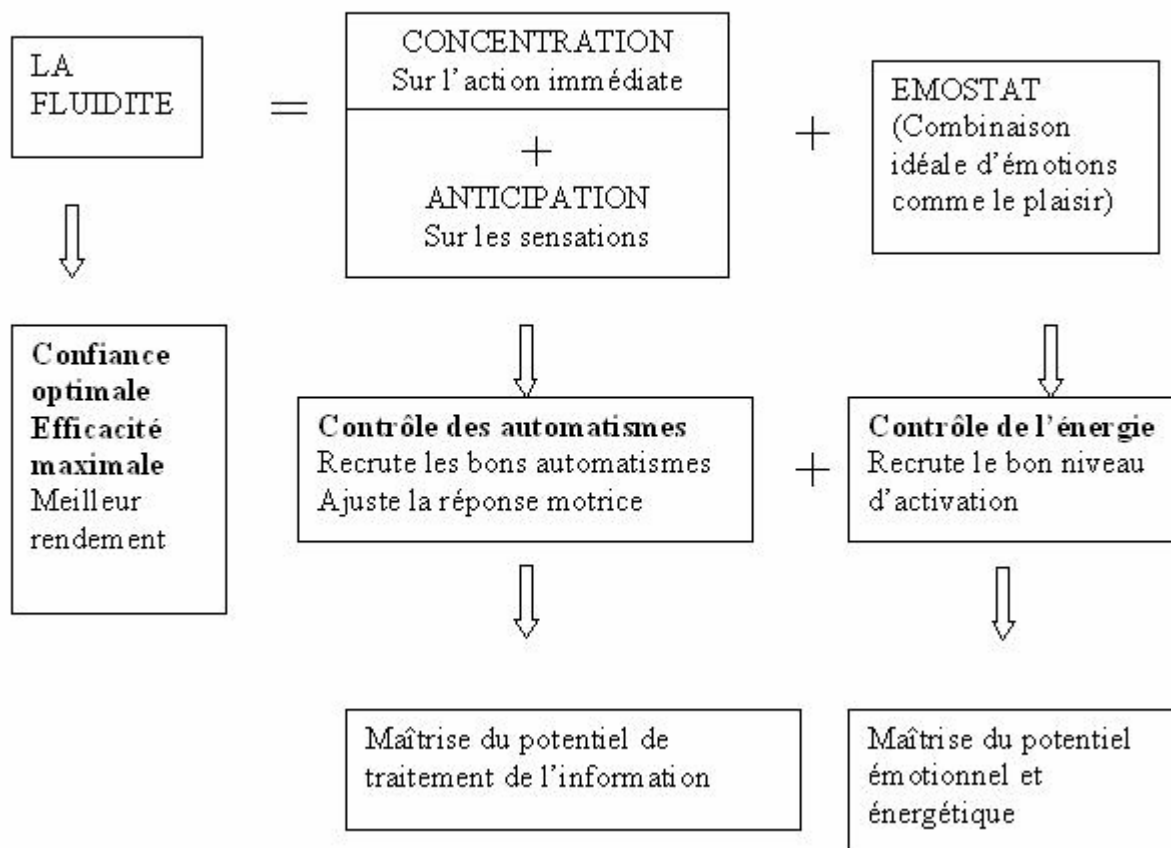 LA
FLUIDITE
=
CONCENTRATION
Sur l’action immédiate
+
ANTICIPATION
Sur les sensations
+
EMOSTAT
(Combinaison
idéale d’émotions
comme le plaisir)
Confiance
optimale
Efficacité
maximale
Meilleur
rendement
Contrôle des automatismes
Recrute les bons automatismes
Ajuste la réponse motrice
+
Contrôle de l’énergie
Recrute le bon niveau
d’activation
Maîtrise du potentiel de
traitement de l’information
Maîtrise du potentiel
émotionnel et
énergétique